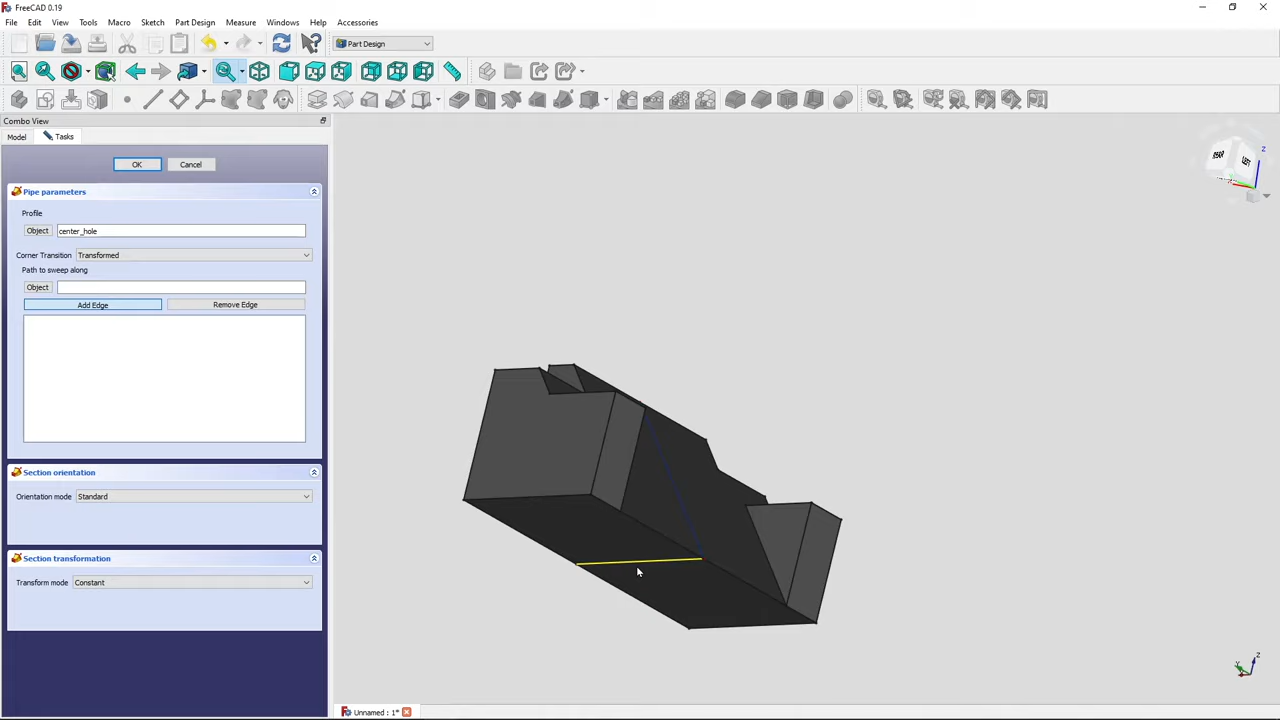 FreeCAD 0.19
File Edit View Tools Macro Sketch Part Design Measure Windows Help Accessories
Part Design
Combo View
Model Tasks
OK Cancel
Pipe parameters
Profile
Object center_hole
Corner Transition Transformed
Path to sweep along
Object
Add Edge Remove Edge
Section orientation
Orientation mode Standard
Section transformation
Transform mode Constant
REAR LEFT
Z
Z
Y
Unnamed : 1*